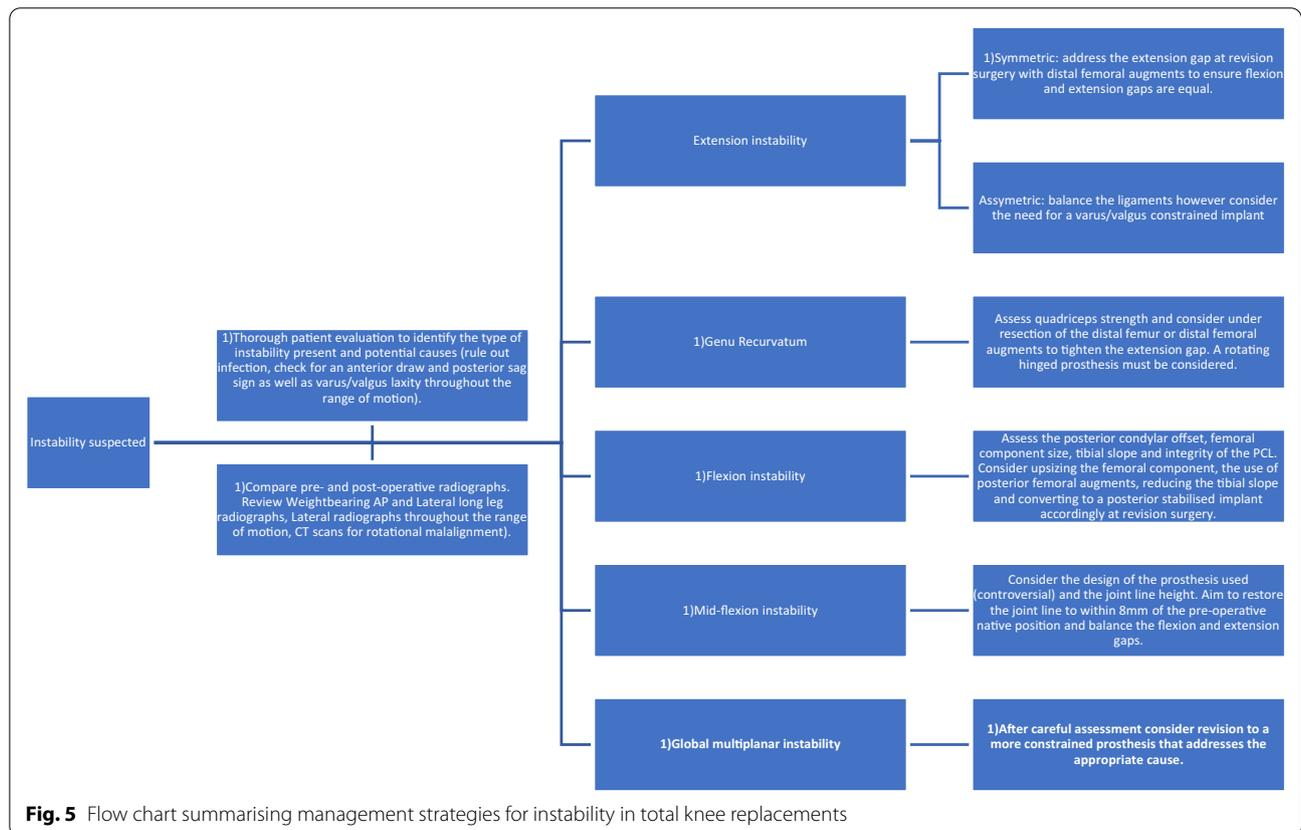 Instability suspected
1)Thorough patient evaluation to identify the type of
instability present and potential causes (rule out
infection, check for an anterior draw and posterior sag
sign as well as varus/valgus laxity throughout the
range of motion).
1)Compare pre- and post-operative radiographs.
Review Weightbearing AP and Lateral long leg
radiographs, Lateral radiographs throughout the range
of motion, CT scans for rotational malalignment).
Extension instability
1)Symmetric: address the extension gap at revision
surgery with distal femoral augments to ensure flexion
and extension gaps are equal.
Assymetric: balance the ligaments however consider
the need for a varus/valgus constrained implant
1)Genu Recurvatum
Assess quadriceps strength and consider under
resection of the distal femur or distal femoral
augments to tighten the extension gap. A rotating
hinged prosthesis must be considered.
1)Flexion instability
Assess the posterior condylar offset, femoral
component size, tibial slope and integrity of the PCL.
Consider upsizing the femoral component, the use of
posterior femoral augments, reducing the tibial slope
and converting to a posterior stabilised implant
accordingly at revision surgery.
1)Mid-flexion instability
Consider the design of the prosthesis used
(controversial) and the joint line height. Aim to restore
the joint line to within 8mm of the pre-operative
native position and balance the flexion and extension
gaps.
1)Global multiplanar instability
1)After careful assessment consider revision to a
more constrained prosthesis that addresses the
appropriate cause.
Fig. 5 Flow chart summarising management strategies for instability in total knee replacements